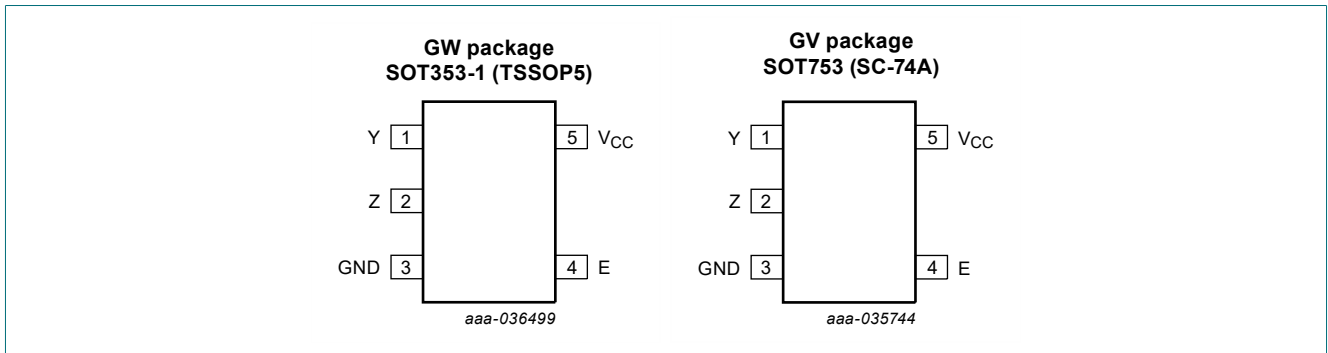 GW package
SOT353-1 (TSSOP5)
Y 1
5 VCC
Z 2
GND 3
4 E
aaa-036499
GV package
SOT753 (SC-74A)
Y 1
5 VCC
Z 2
GND 3
4 E
aaa-035744